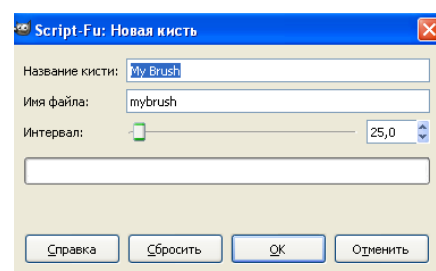 Script-Fu: Новая кисть
Название кисти: My Brush
Имя файла: mybrush
Интервал: 25,0
Справка Сбросить OK Отменить